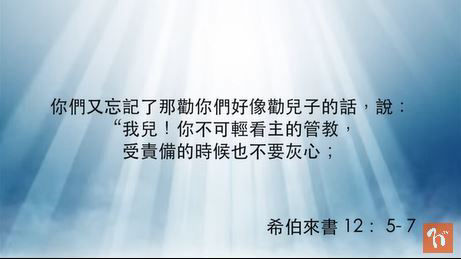 你們又忘記了那勸你們好像勸兒子的話，說：
“我兒！你不可輕看主的管教，
受責備的時候也不要灰心；
希伯來書 12： 5- 7